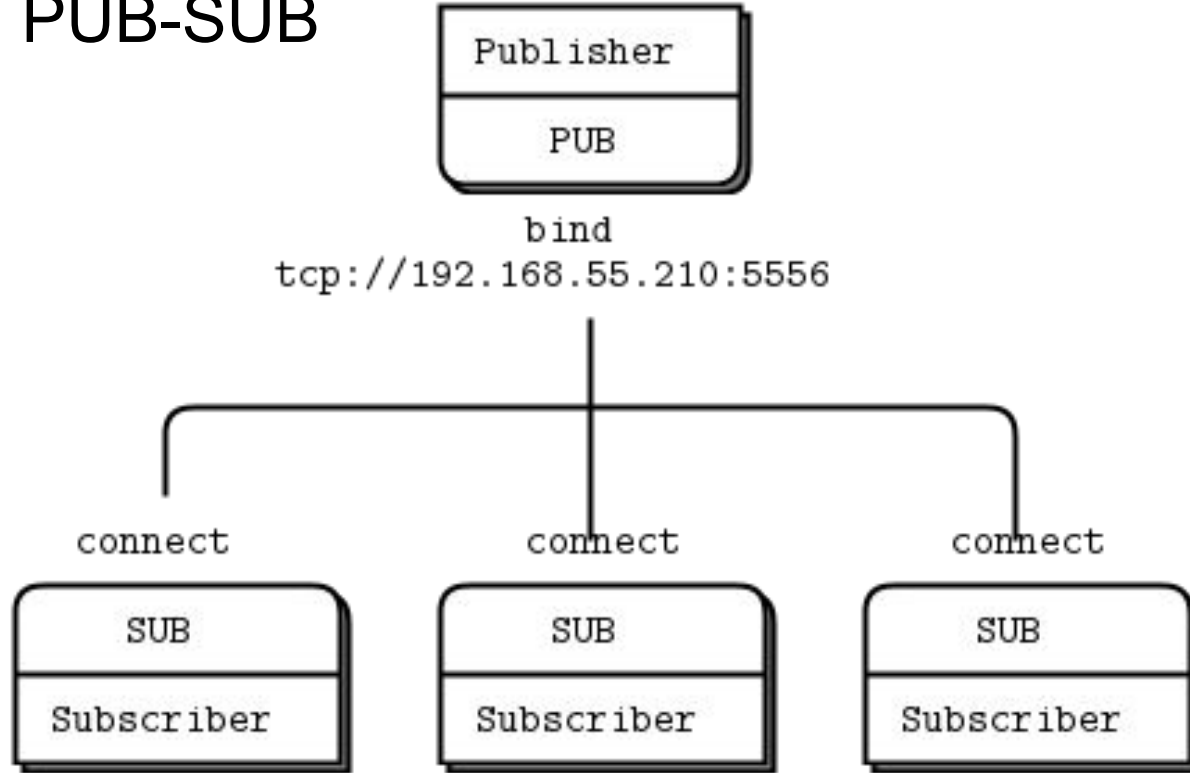 PUB-SUB
Publisher
PUB
bind
tcp://192.168.55.210:5556
connect connect connect
SUB SUB SUB
Subscriber Subscriber Subscriber